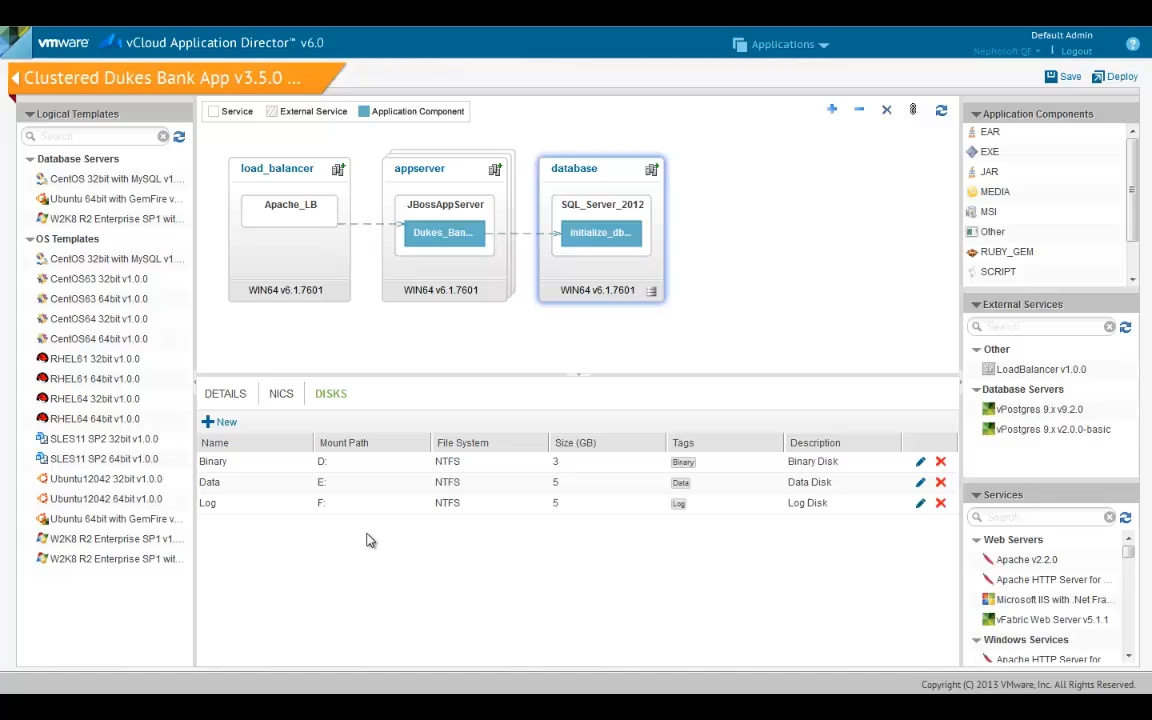 vmware vCloud Application Director™ v6.0
Applications
Default Admin
Nephosoft QE | Logout
?
Clustered Dukes Bank App v3.5.0 ...
Save Deploy
Logical Templates
Search
Database Servers
CentOS 32bit with MySQL v1....
Ubuntu 64bit with GemFire v...
W2K8 R2 Enterprise SP1 wit...
OS Templates
CentOS 32bit with MySQL v1....
CentOS63 32bit v1.0.0
CentOS63 64bit v1.0.0
CentOS64 32bit v1.0.0
CentOS64 64bit v1.0.0
RHEL61 32bit v1.0.0
RHEL61 64bit v1.0.0
RHEL64 32bit v1.0.0
RHEL64 64bit v1.0.0
SLES11 SP2 32bit v1.0.0
SLES11 SP2 64bit v1.0.0
Ubuntu12042 32bit v1.0.0
Ubuntu12042 64bit v1.0.0
Ubuntu 64bit with GemFire v...
W2K8 R2 Enterprise SP1 v1....
W2K8 R2 Enterprise SP1 wit...
Service External Service Application Component
load_balancer
Apache_LB
WIN64 v6.1.7601
appserver
JBossAppServer
Dukes_Ban...
WIN64 v6.1.7601
database
SQL_Server_2012
initialize_db...
WIN64 v6.1.7601
DETAILS NICS DISKS
New
Name Mount Path File System Size (GB) Tags Description
Binary D: NTFS 3 Binary Binary Disk
Data E: NTFS 5 Data Data Disk
Log F: NTFS 5 Log Log Disk
Application Components
EAR
EXE
JAR
MEDIA
MSI
Other
RUBY_GEM
SCRIPT
External Services
Search
Other
LoadBalancer v1.0.0
Database Servers
vPostgres 9.x v9.2.0
vPostgres 9.x v2.0.0-basic
Services
Search
Web Servers
Apache v2.2.0
Apache HTTP Server for ...
Microsoft IIS with .Net Fra...
vFabric Web Server v5.1.1
Windows Services
Apache HTTP Server for
Copyright (C) 2013 VMware, Inc. All Rights Reserved.